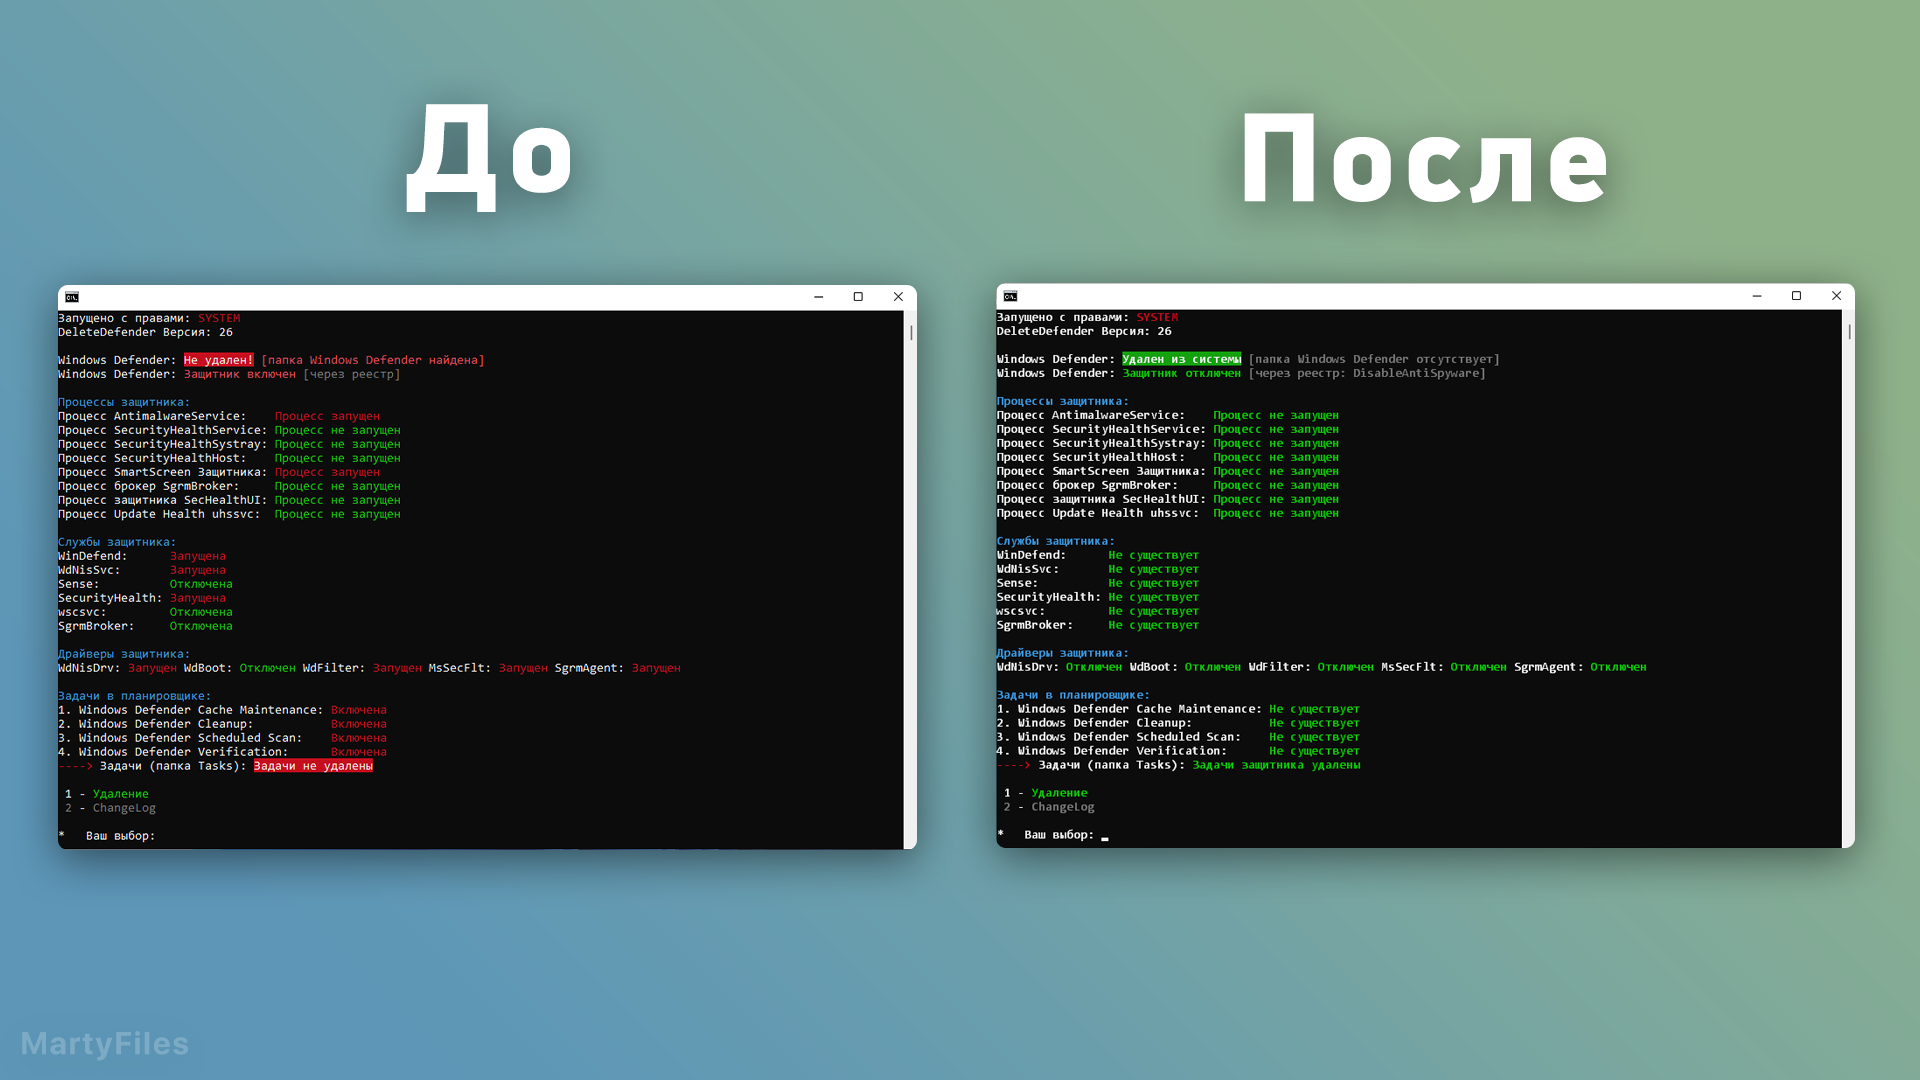 До
Запущено с правами: SYSTEM
DeleteDefender Версия: 26
Windows Defender: Не удален! [папка Windows Defender найдена]
Windows Defender: Защитник включен [через реестр]
Процессы защитника:
Процесс AntimalwareService: Процесс запущен
Процесс SecurityHealthService: Процесс не запущен
Процесс SecurityHealthSystray: Процесс не запущен
Процесс SecurityHealthHost: Процесс не запущен
Процесс SmartScreen Защитника: Процесс запущен
Процесс брокер SgrmBroker: Процесс не запущен
Процесс защитника SecHealthUI: Процесс не запущен
Процесс Update Health uhssvc: Процесс не запущен
Службы защитника:
WinDefend: Запущена
WdNisSvc: Запущена
Sense: Отключена
SecurityHealth: Запущена
wscsvc: Отключена
SgrmBroker: Отключена
Драйверы защитника:
WdNisDrv: Запущен WdBoot: Отключен WdFilter: Запущен MsSecFlt: Запущен SgrmAgent: Запущен
Задачи в планировщике:
1. Windows Defender Cache Maintenance: Включена
2. Windows Defender Cleanup: Включена
3. Windows Defender Scheduled Scan: Включена
4. Windows Defender Verification: Включена
----> Задачи (папка Tasks): Задачи не удалены
1 - Удаление
2 - ChangeLog
* Ваш выбор:
После
Запущено с правами: SYSTEM
DeleteDefender Версия: 26
Windows Defender: Удален из системы [папка Windows Defender отсутствует]
Windows Defender: Защитник отключен [через реестр: DisableAntiSpyware]
Процессы защитника:
Процесс AntimalwareService: Процесс не запущен
Процесс SecurityHealthService: Процесс не запущен
Процесс SecurityHealthSystray: Процесс не запущен
Процесс SecurityHealthHost: Процесс не запущен
Процесс SmartScreen Защитника: Процесс не запущен
Процесс брокер SgrmBroker: Процесс не запущен
Процесс защитника SecHealthUI: Процесс не запущен
Процесс Update Health uhssvc: Процесс не запущен
Службы защитника:
WinDefend: Не существует
WdNisSvc: Не существует
Sense: Не существует
SecurityHealth: Не существует
wscsvc: Не существует
SgrmBroker: Не существует
Драйверы защитника:
WdNisDrv: Отключен WdBoot: Отключен WdFilter: Отключен MsSecFlt: Отключен SgrmAgent: Отключен
Задачи в планировщике:
1. Windows Defender Cache Maintenance: Не существует
2. Windows Defender Cleanup: Не существует
3. Windows Defender Scheduled Scan: Не существует
4. Windows Defender Verification: Не существует
----> Задачи (папка Tasks): Задачи защитника удалены
1 - Удаление
2 - ChangeLog
* Ваш выбор: _
MartyFiles